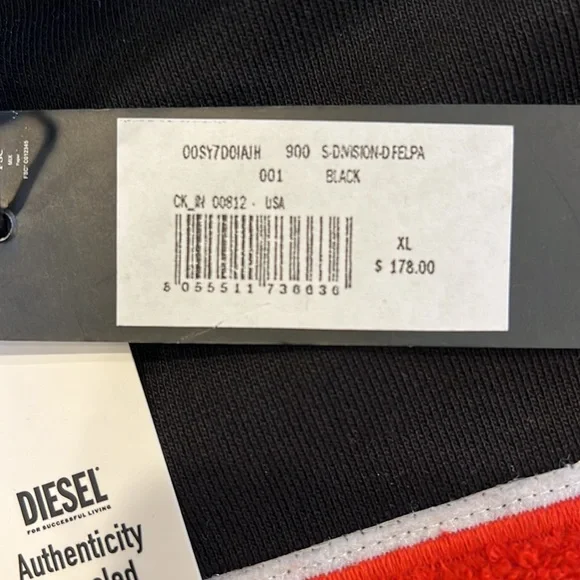 00SY7D0IAJH 900 S-DIVISION-D FELPA
001 BLACK
CK_IN 00812 - USA
XL
$ 178.00
8 055511 736636
DIESEL
FOR SUCCESSFUL LIVING
Authenticity